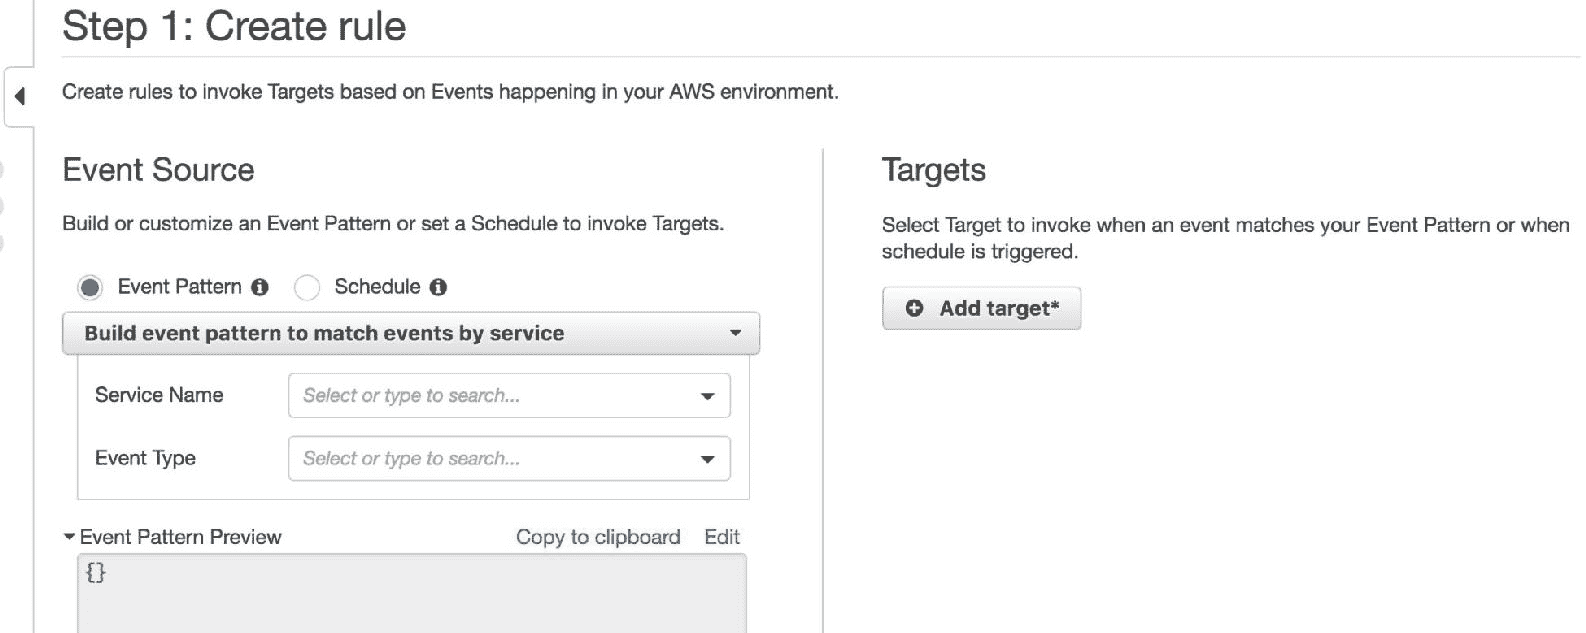 Step 1: Create rule
Create rules to invoke Targets based on Events happening in your AWS environment.
Event Source
Build or customize an Event Pattern or set a Schedule to invoke Targets.
Event Pattern Schedule
Build event pattern to match events by service
Service Name Select or type to search...
Event Type Select or type to search...
Event Pattern Preview Copy to clipboard Edit
{}
Targets
Select Target to invoke when an event matches your Event Pattern or when
schedule is triggered.
Add target*